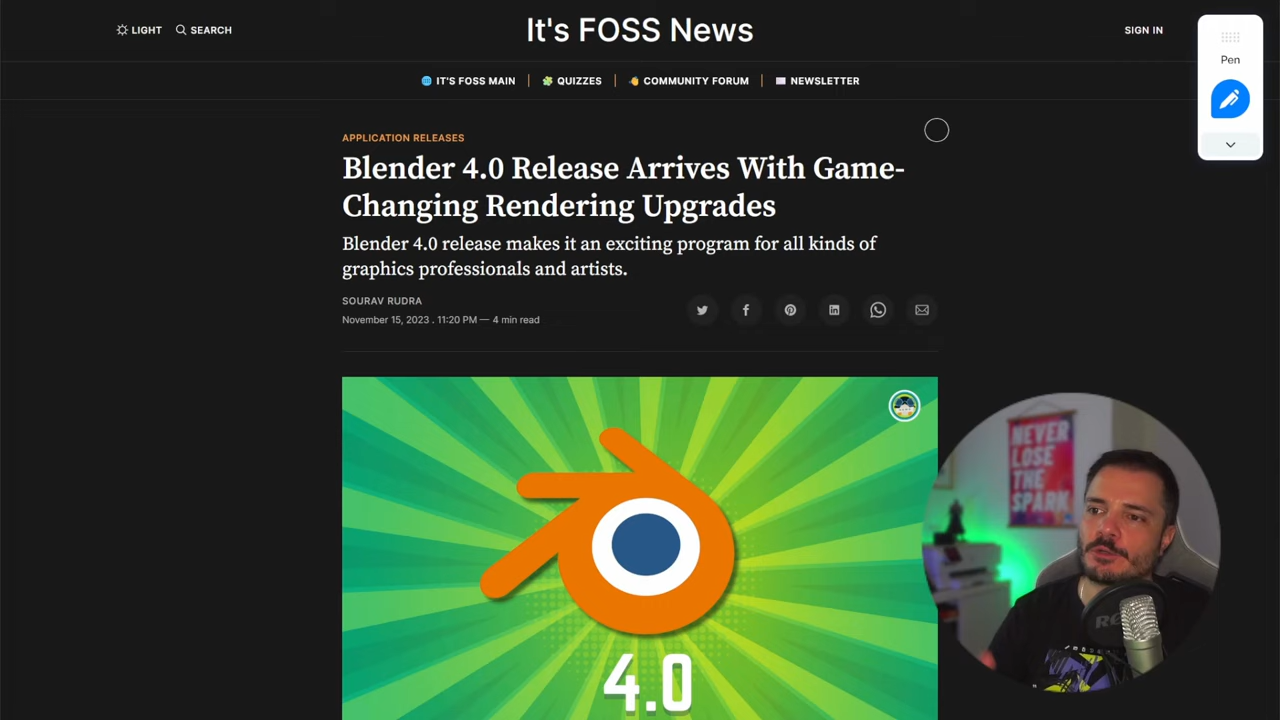 LIGHT
SEARCH
It's FOSS News
SIGN IN
Pen
IT'S FOSS MAIN
QUIZZES
COMMUNITY FORUM
NEWSLETTER
APPLICATION RELEASES
Blender 4.0 Release Arrives With Game-
Changing Rendering Upgrades
Blender 4.0 release makes it an exciting program for all kinds of
graphics professionals and artists.
SOURAV RUDRA
November 15, 2023 . 11:20 PM — 4 min read
4.0
NEVER
LOSE
THE
SPARK